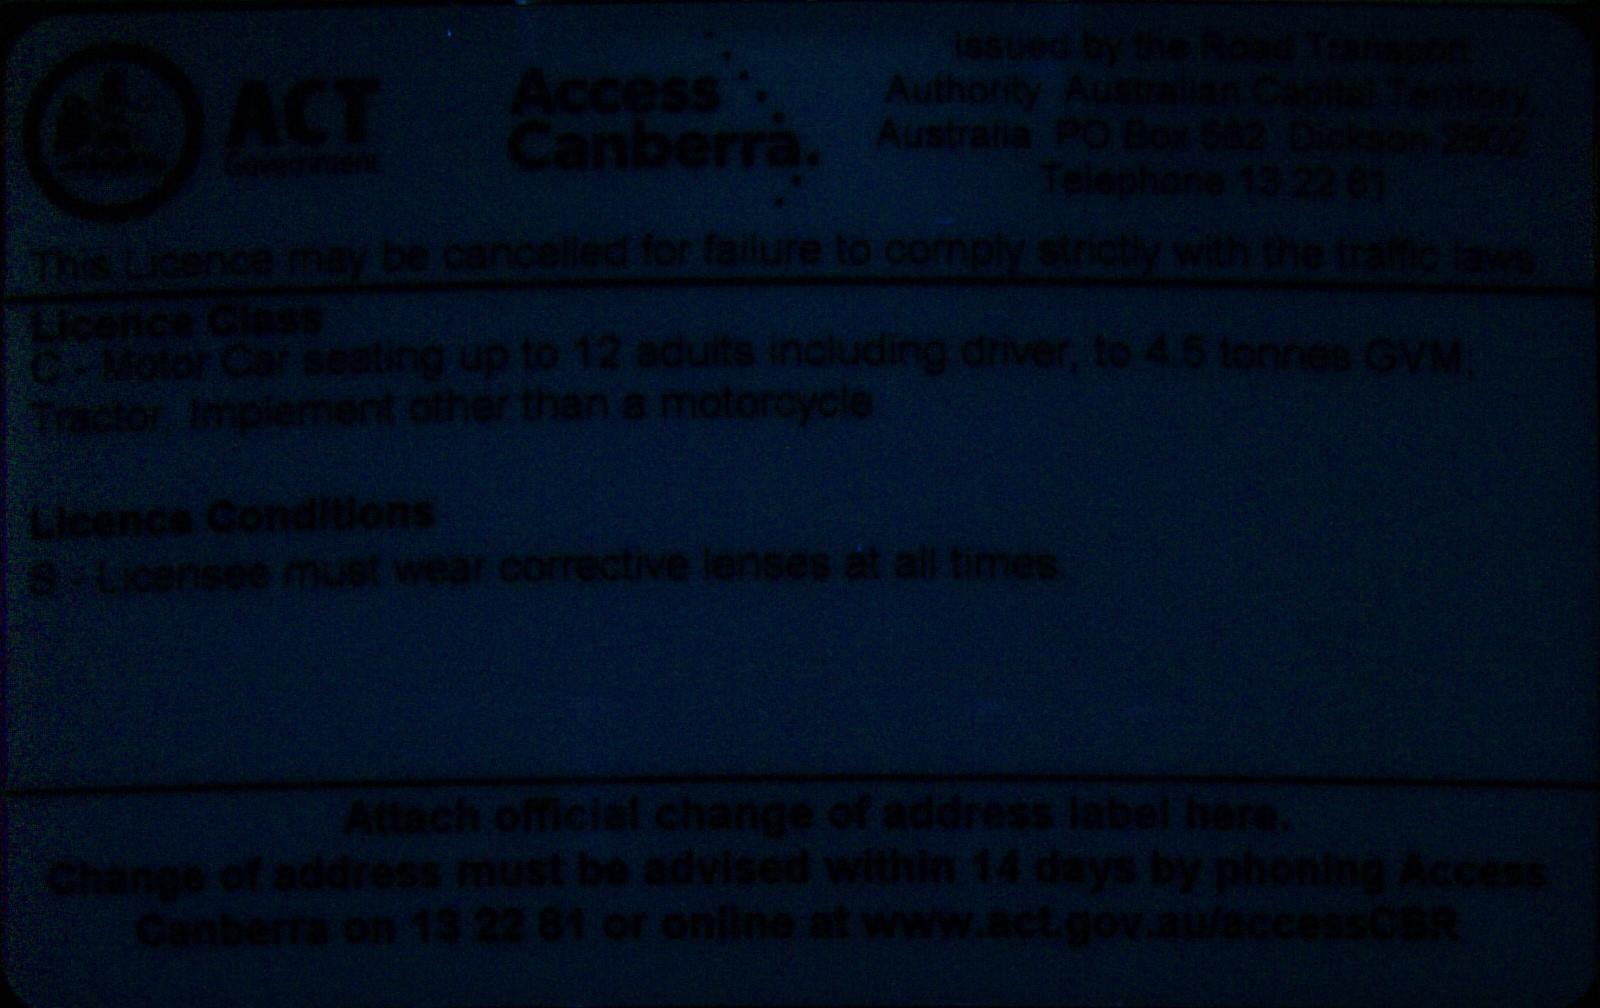 ACT
Government
Access
Canberra.
Issued by the Road Transport
Authority Australian Capital Territory,
Australia PO Box 582 Dickson 2602
Telephone 13 22 81
This Licence may be cancelled for failure to comply strictly with the traffic laws
Licence Class
C - Motor Car seating up to 12 adults including driver, to 4.5 tonnes GVM;
Tractor, Implement other than a motorcycle
Licence Conditions
S - Licensee must wear corrective lenses at all times
Attach official change of address label here.
Change of address must be advised within 14 days by phoning Access
Canberra on 13 22 81 or online at www.act.gov.au/accessCBR